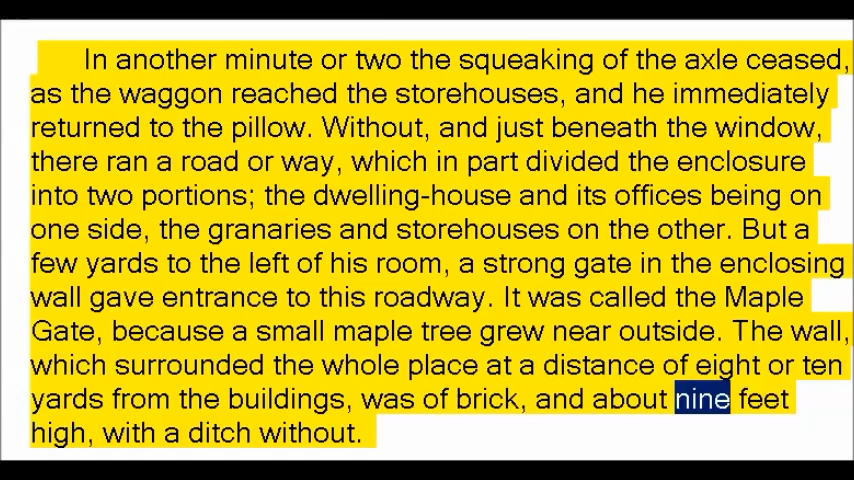 In another minute or two the squeaking of the axle ceased,
as the waggon reached the storehouses, and he immediately
returned to the pillow. Without, and just beneath the window,
there ran a road or way, which in part divided the enclosure
into two portions; the dwelling-house and its offices being on
one side, the granaries and storehouses on the other. But a
few yards to the left of his room, a strong gate in the enclosing
wall gave entrance to this roadway. It was called the Maple
Gate, because a small maple tree grew near outside. The wall,
which surrounded the whole place at a distance of eight or ten
yards from the buildings, was of brick, and about nine feet
high, with a ditch without.